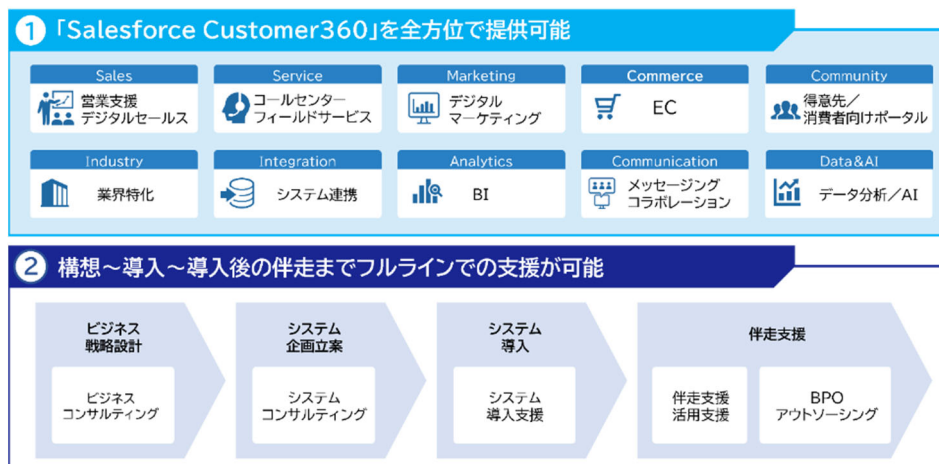 1 「Salesforce Customer360」を全方位で提供可能
Sales
営業支援
デジタルセールス
Service
コールセンター
フィールドサービス
Marketing
デジタル
マーケティング
Commerce
EC
Community
得意先／
消費者向けポータル
Industry
業界特化
Integration
システム連携
Analytics
BI
Communication
メッセージング
コラボレーション
Data&AI
データ分析／AI
2 構想～導入～導入後の伴走までフルラインでの支援が可能
ビジネス
戦略設計
ビジネス
コンサルティング
システム
企画立案
システム
コンサルティング
システム
導入
システム
導入支援
伴走支援
伴走支援
活用支援
BPO
アウトソーシング